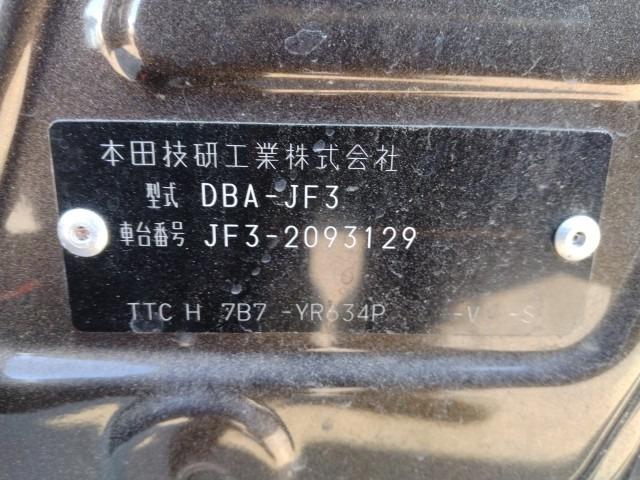 本田技研工業株式会社
型式 DBA-JF3
車台番号 JF3-2093129
TTC H 7B7 -YR634P -V -S